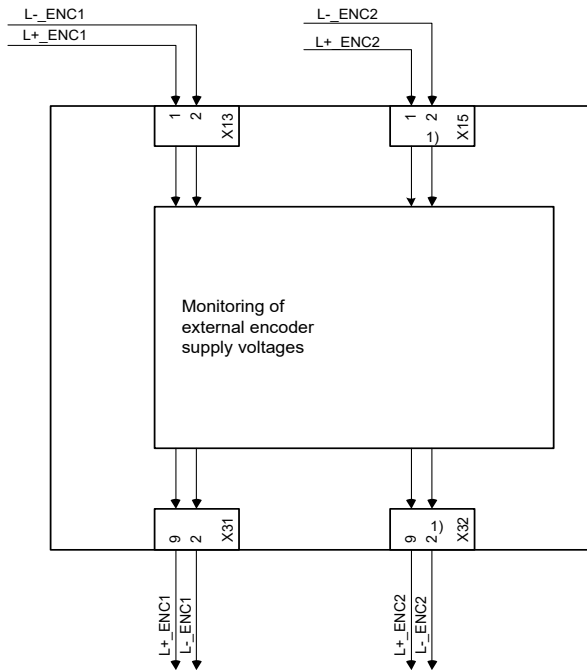 L-_ENC1
L+_ENC1
L-_ENC2
L+_ENC2
1 2 X13
1 2 1) X15
Monitoring of
external encoder
supply voltages
9 2 X31
9 2 1) X32
L+_ENC1
L-_ENC1
L+_ENC2
L-_ENC2